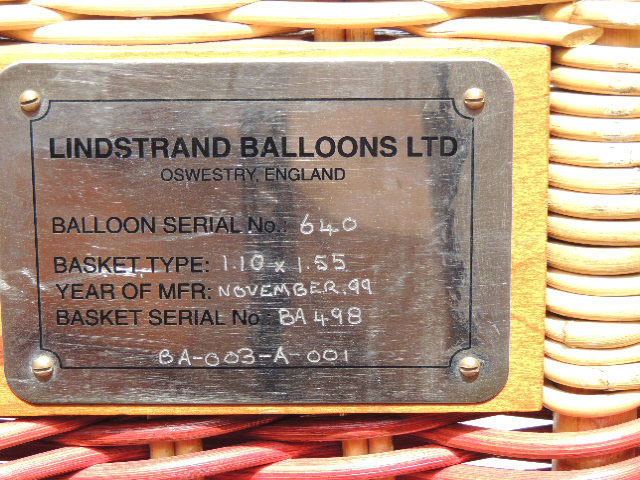 LINDSTRAND BALLOONS LTD
OSWESTRY, ENGLAND
BALLOON SERIAL No.: 640
BASKET TYPE: 1.10 x 1.55
YEAR OF MFR: NOVEMBER.99
BASKET SERIAL No.: BA 498
BA-003-A-001